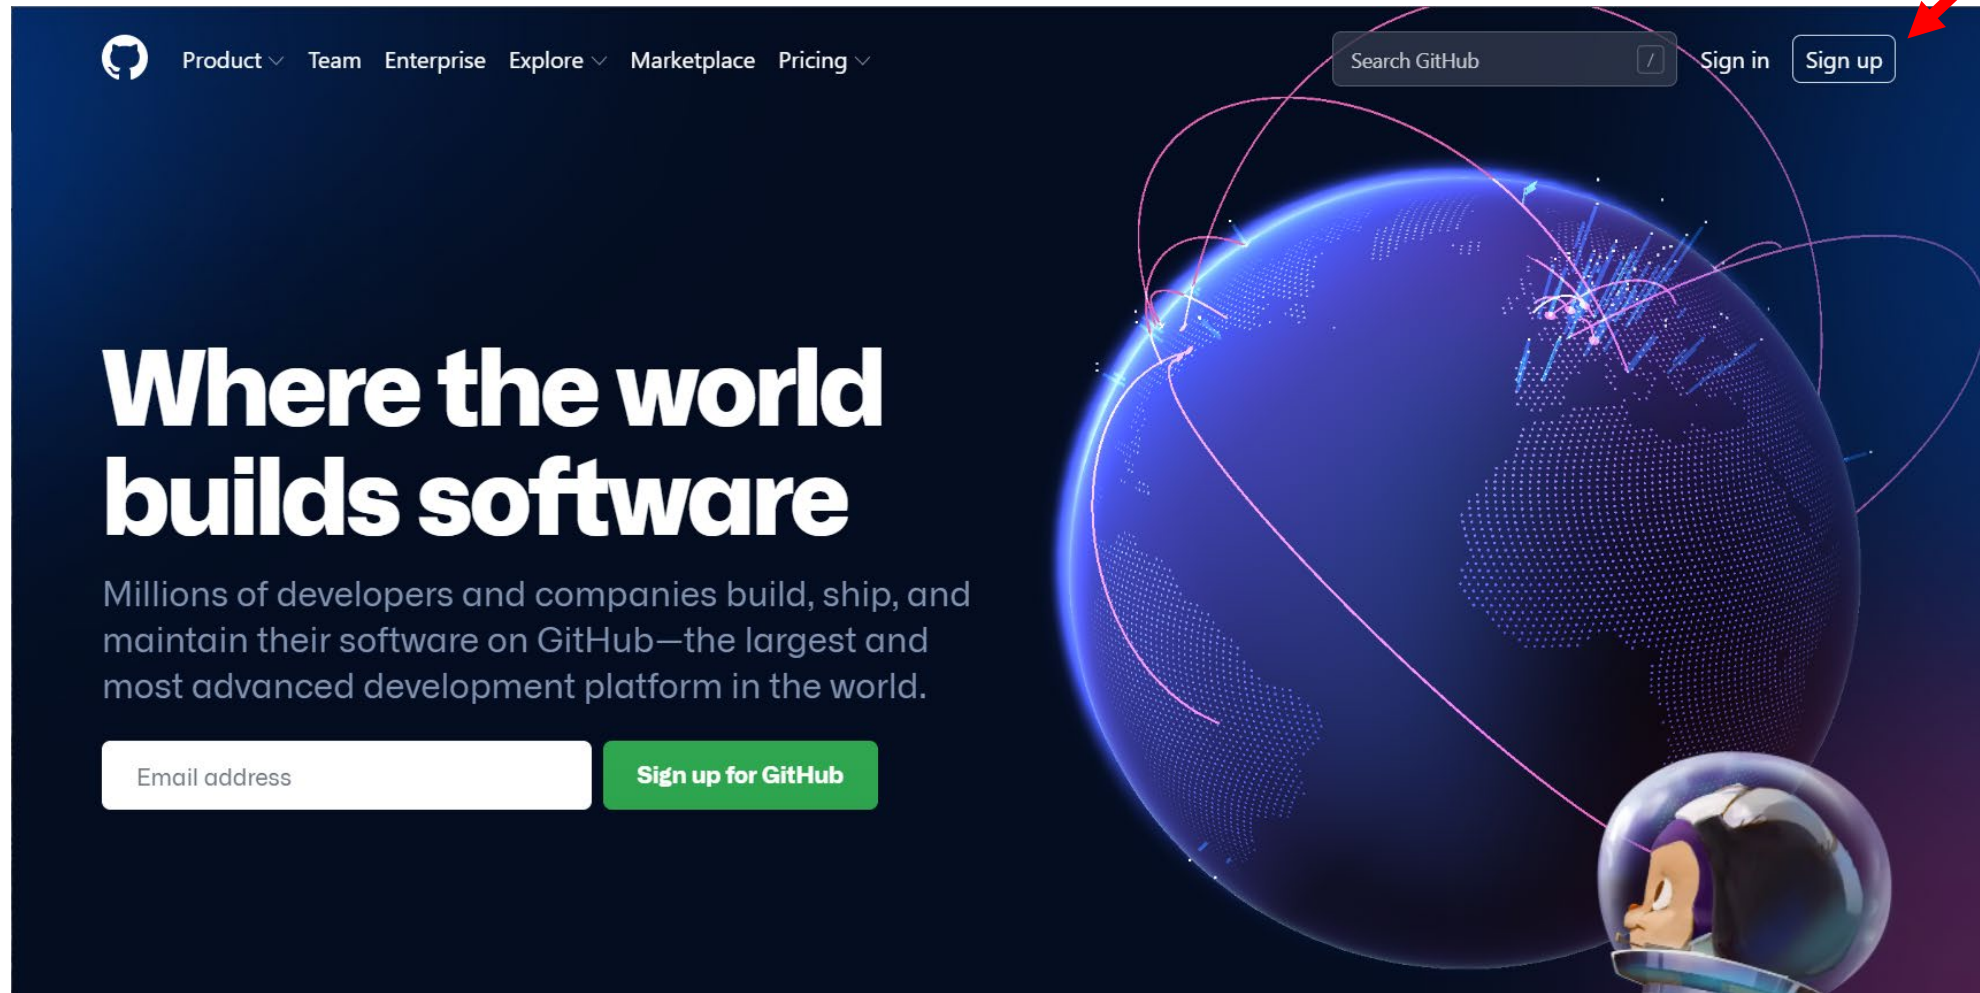 Product Team Enterprise Explore Marketplace Pricing Search GitHub / Sign in Sign up
Where the world
builds software
Millions of developers and companies build, ship, and
maintain their software on GitHub—the largest and
most advanced development platform in the world.
Email address Sign up for GitHub